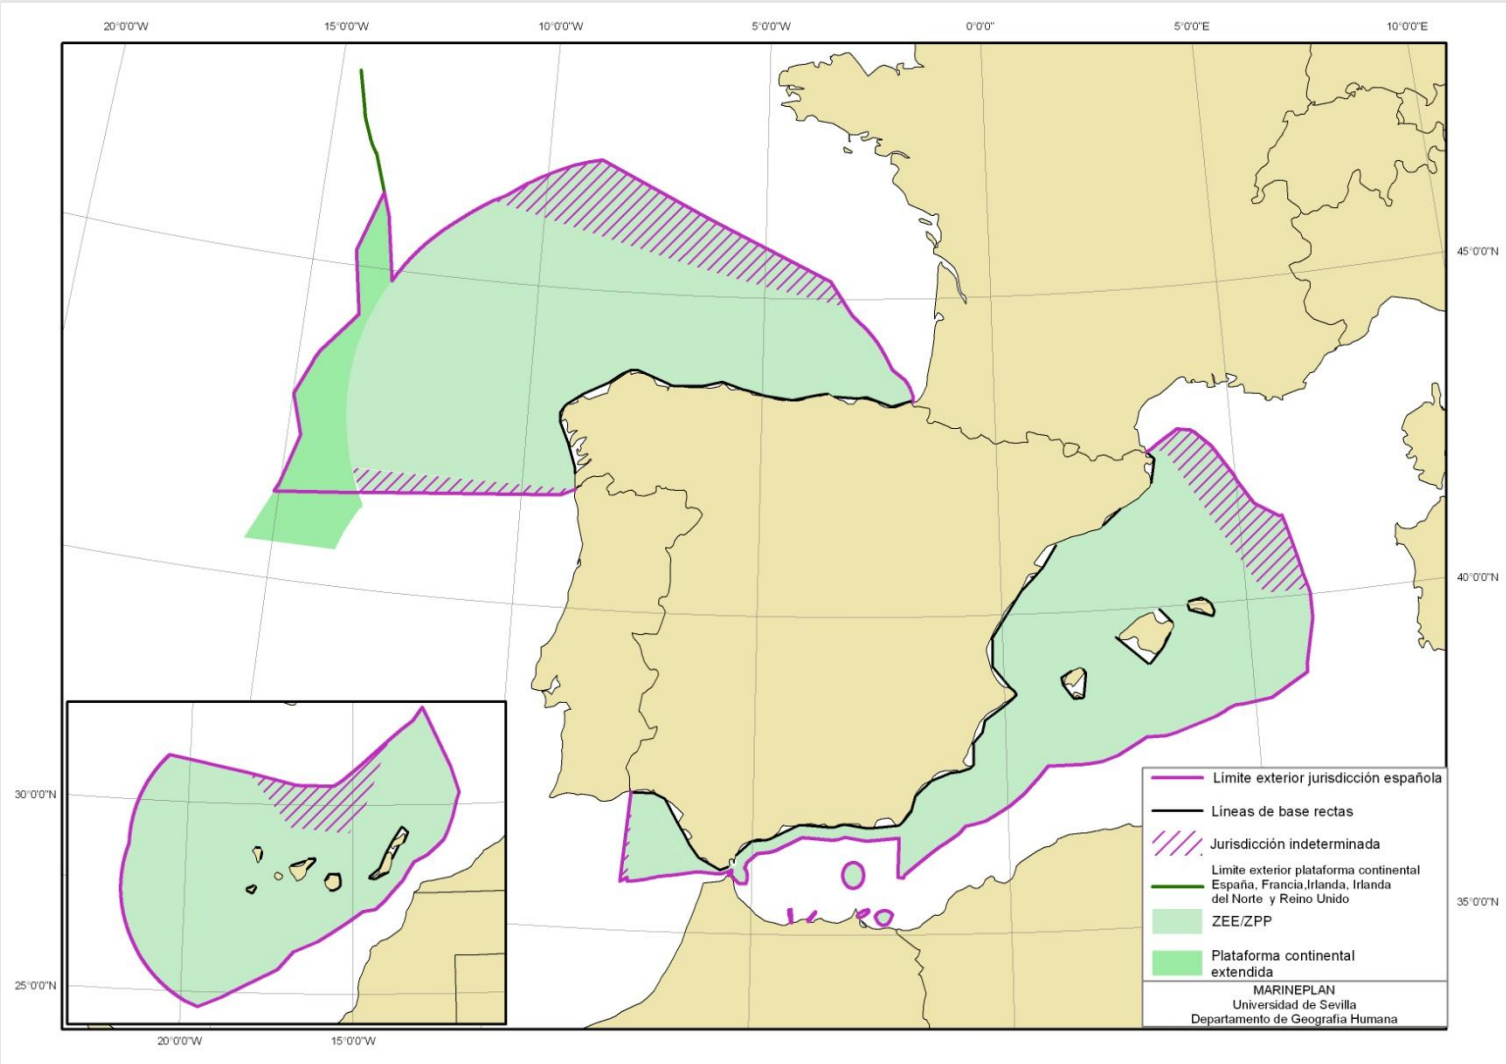 20°0'0"W 15°0'0"W 10°0'0"W 5°0'0"W 0°0'0" 5°0'0"E 10°0'0"E
45°0'0"N
40°0'0"N
35°0'0"N
30°0'0"N
25°0'0"N
20°0'0"W 15°0'0"W
Límite exterior jurisdicción española
Líneas de base rectas
Jurisdicción indeterminada
Limite exterior plataforma continental
España, Francia,Irlanda, Irlanda
del Norte y Reino Unido
ZEE/ZPP
Plataforma continental
extendida
MARINEPLAN
Universidad de Sevilla
Departamento de Geografía Humana